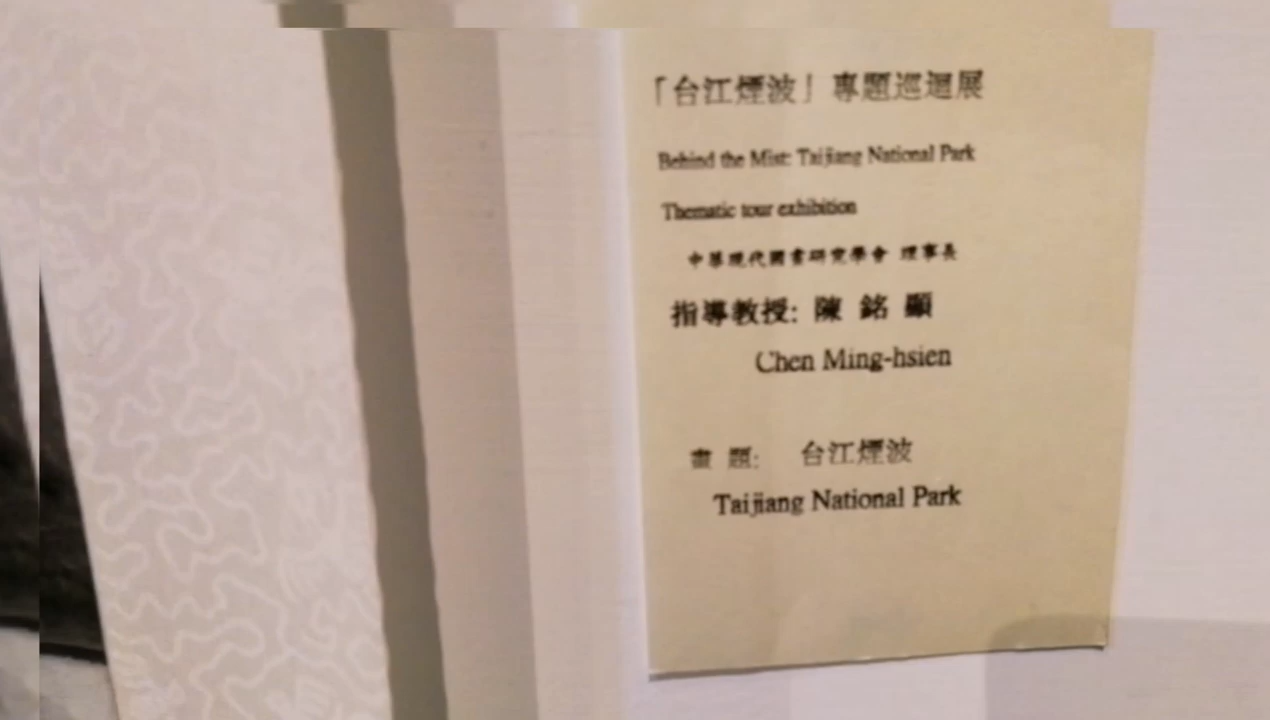 「台江煙波」專題巡迴展
Behind the Mist: Taijiang National Park
Thematic tour exhibition
中華現代國書研究學會 理事長
指導教授: 陳 銘 顯
Chen Ming-hsien
畫 題: 台江煙波
Taijiang National Park